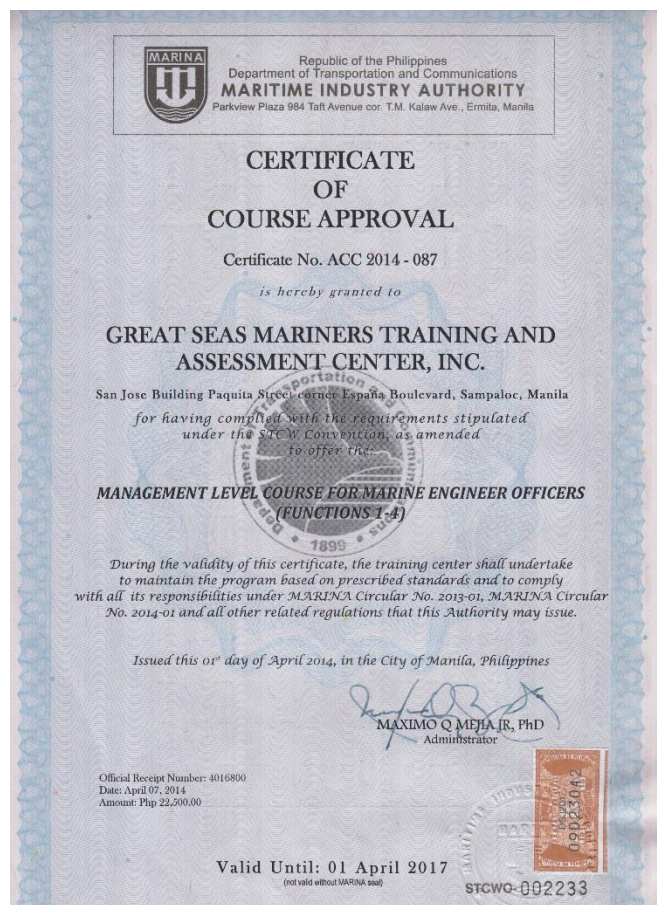 MARINA
Republic of the Philippines
Department of Transportation and Communications
MARITIME INDUSTRY AUTHORITY
Parkview Plaza 984 Taft Avenue cor. T.M. Kalaw Ave., Ermita, Manila
CERTIFICATE
OF
COURSE APPROVAL
Certificate No. ACC 2014 - 087
is hereby granted to
GREAT SEAS MARINERS TRAINING AND
ASSESSMENT CENTER, INC.
San Jose Building Paquita Street corner España Boulevard, Sampaloc, Manila
for having complied with the requirements stipulated
under the STCW Convention, as amended
to offer the:
MANAGEMENT LEVEL COURSE FOR MARINE ENGINEER OFFICERS
(FUNCTIONS 1-4)
Department of Transportation and Communications
1899
During the validity of this certificate, the training center shall undertake
to maintain the program based on prescribed standards and to comply
with all its responsibilities under MARINA Circular No. 2013-01, MARINA Circular
No. 2014-01 and all other related regulations that this Authority may issue.
Issued this 01st day of April 2014, in the City of Manila, Philippines
MAXIMO Q MEJIA JR, PhD
Administrator
Official Receipt Number: 4016800
Date: April 07, 2014
Amount: Php 22,500.00
09D23042
Valid Until: 01 April 2017
(not valid without MARINA seal)
STCWO-002233